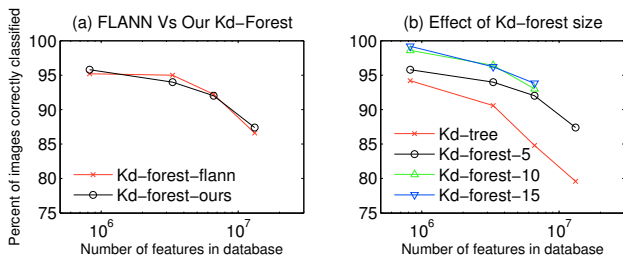 (a) FLANN Vs Our Kd-Forest
Percent of images correctly classified
100
95
90
85
80
75
Kd-forest-flann
Kd-forest-ours
10^6
10^7
Number of features in database
(b) Effect of Kd-forest size
100
95
90
85
80
75
Kd-tree
Kd-forest-5
Kd-forest-10
Kd-forest-15
10^6
10^7
Number of features in database